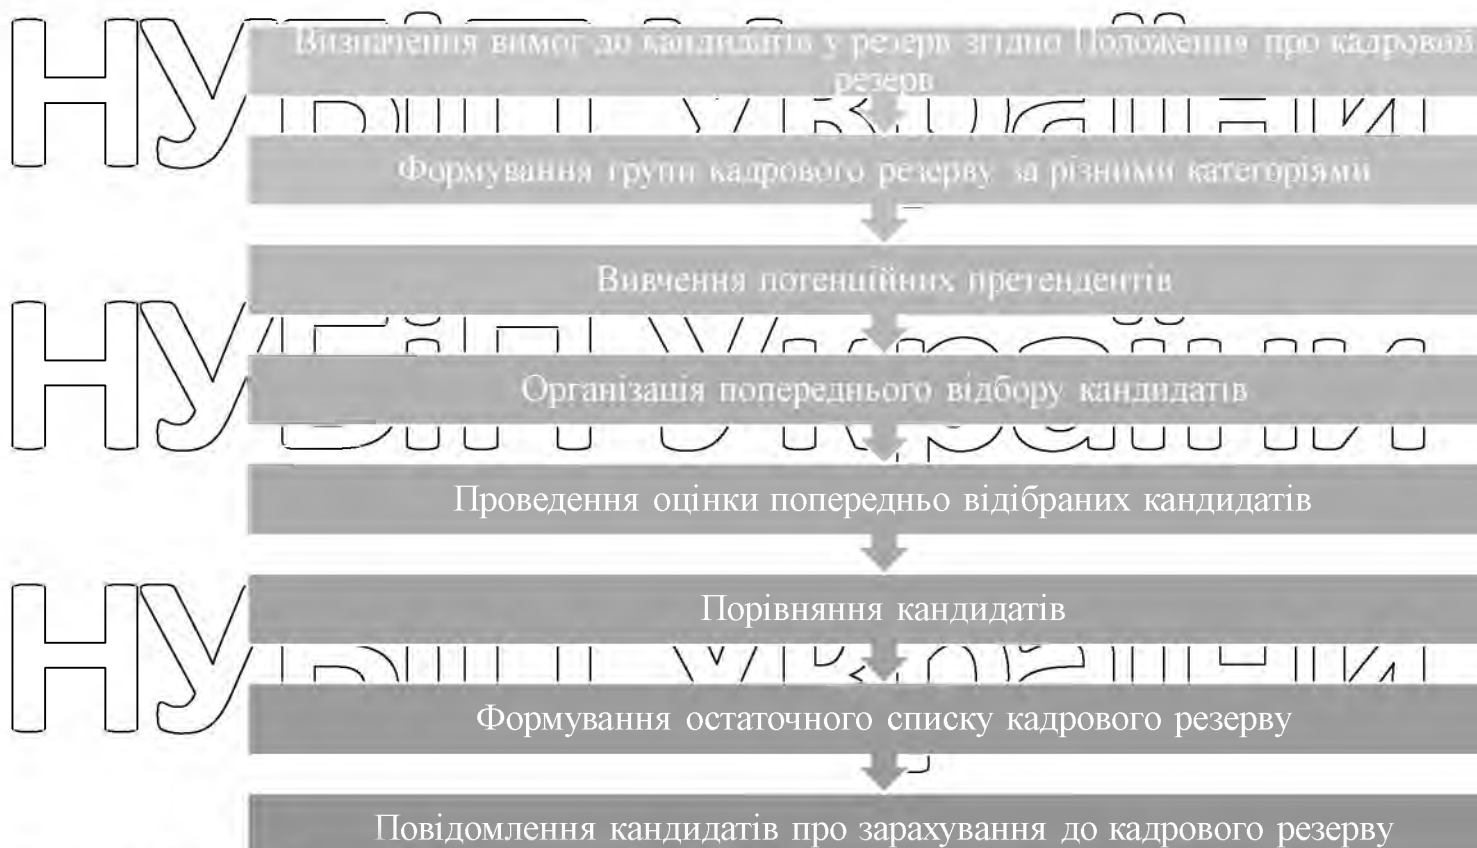 НУБіП України
Визначення вимог до кандидатів у резерв згідно Положення про кадровий
резерв
Формування групи кадрового резерву за різними категоріями
Вивчення потенційних претендентів
НУБіП України
Організація попереднього відбору кандидатів
Проведення оцінки попередньо відібраних кандидатів
НУБіП України
Порівняння кандидатів
Формування остаточного списку кадрового резерву
Повідомлення кандидатів про зарахування до кадрового резерву